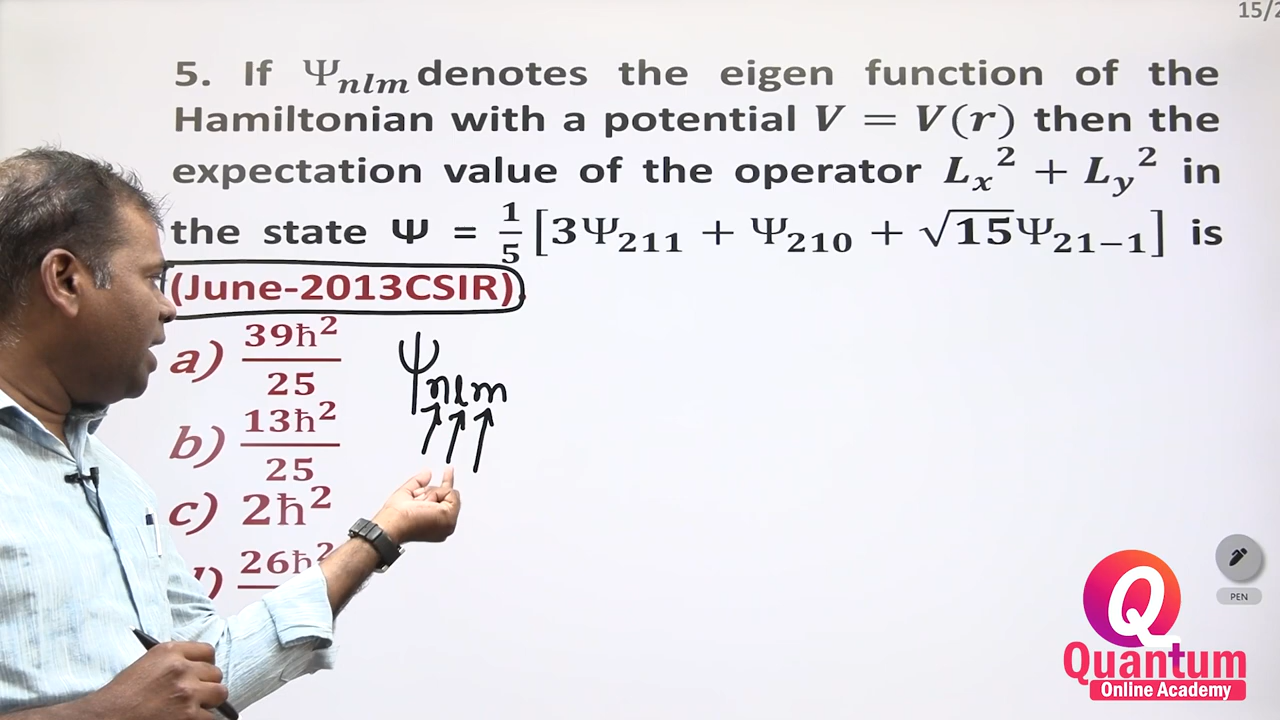 15/2
5. If Ψnlm denotes the eigen function of the
Hamiltonian with a potential V = V(r) then the
expectation value of the operator Lx² + Ly² in
the state Ψ = 1/5 [3Ψ211 + Ψ210 + √15Ψ21−1] is
(June-2013CSIR).
a) 39ħ²/25
Ψnlm
b) 13ħ²/25
c) 2ħ²
26ħ²
PEN
Q
Quantum
Online Academy